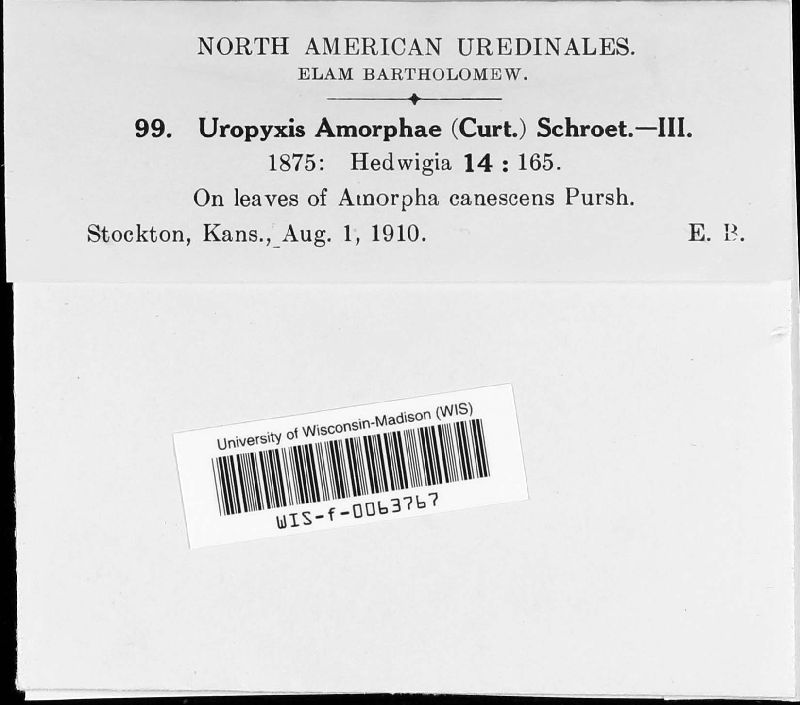 NORTH AMERICAN UREDINALES.
ELAM BARTHOLOMEW.
99. Uropyxis Amorphae (Curt.) Schroet.—III.
1875: Hedwigia 14 : 165.
On leaves of Amorpha canescens Pursh.
Stockton, Kans., Aug. 1, 1910. E. B.
University of Wisconsin-Madison (WIS)
WIS-f-0063767